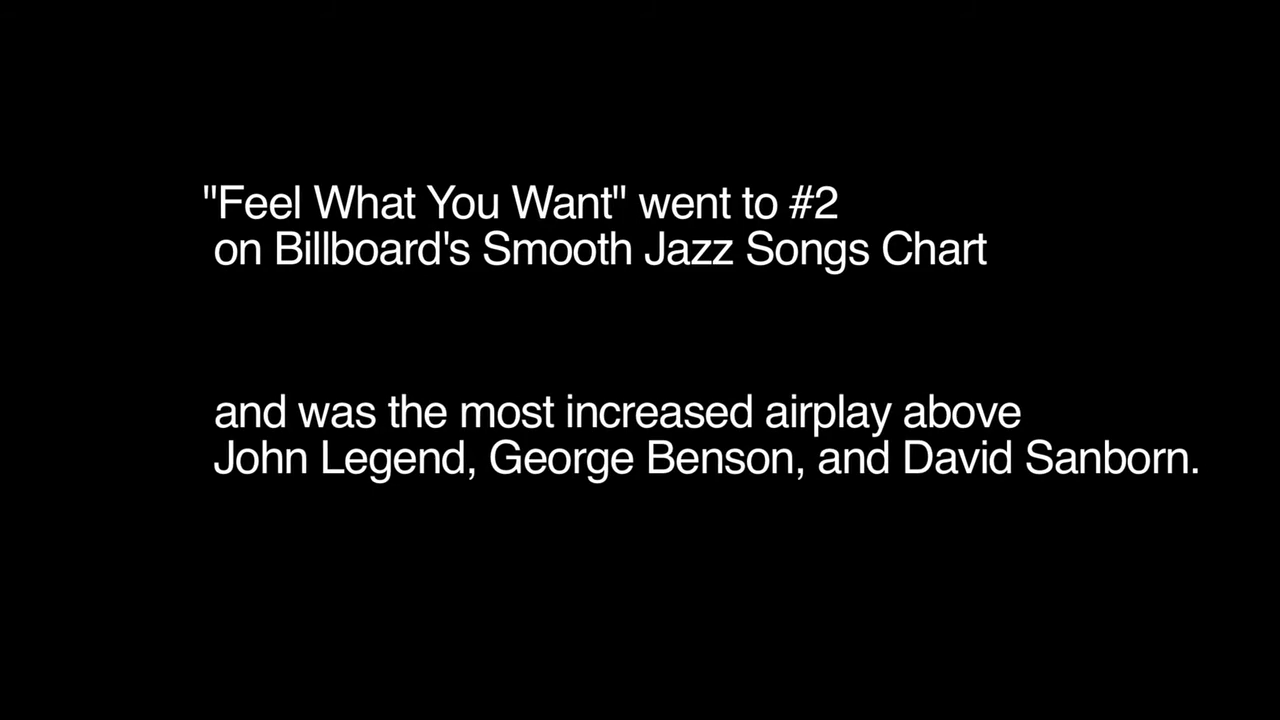 "Feel What You Want" went to #2
on Billboard's Smooth Jazz Songs Chart
and was the most increased airplay above
John Legend, George Benson, and David Sanborn.